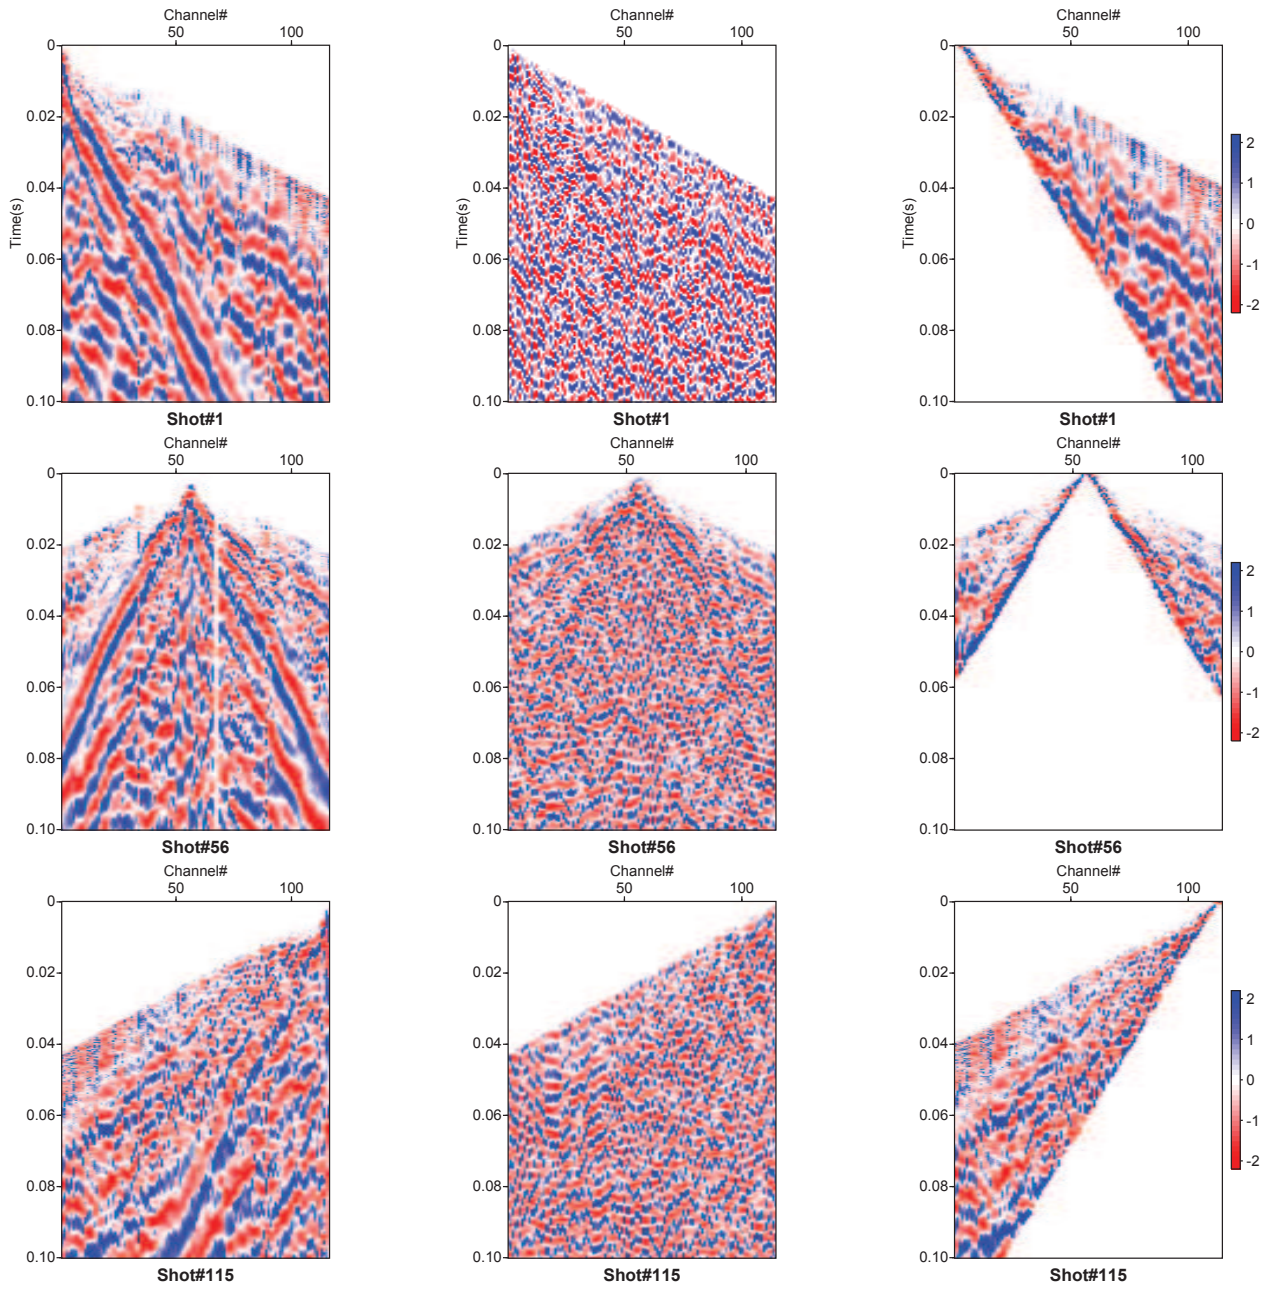 Channel# Channel# Channel#
50 100 50 100 50 100
0 0 0
0.02 0.02 0.02
2
0.04 0.04 0.04 1
Time(s) Time(s) Time(s) 0
0.06 0.06 0.06 -1
-2
0.08 0.08 0.08
0.10 0.10 0.10
Shot#1 Shot#1 Shot#1
Channel# Channel# Channel#
50 100 50 100 50 100
0 0 0
0.02 0.02 0.02
2
0.04 0.04 0.04 1
0
0.06 0.06 0.06 -1
-2
0.08 0.08 0.08
0.10 0.10 0.10
Shot#56 Shot#56 Shot#56
Channel# Channel# Channel#
50 100 50 100 50 100
0 0 0
0.02 0.02 0.02
2
0.04 0.04 0.04 1
0
0.06 0.06 0.06 -1
-2
0.08 0.08 0.08
0.10 0.10 0.10
Shot#115 Shot#115 Shot#115